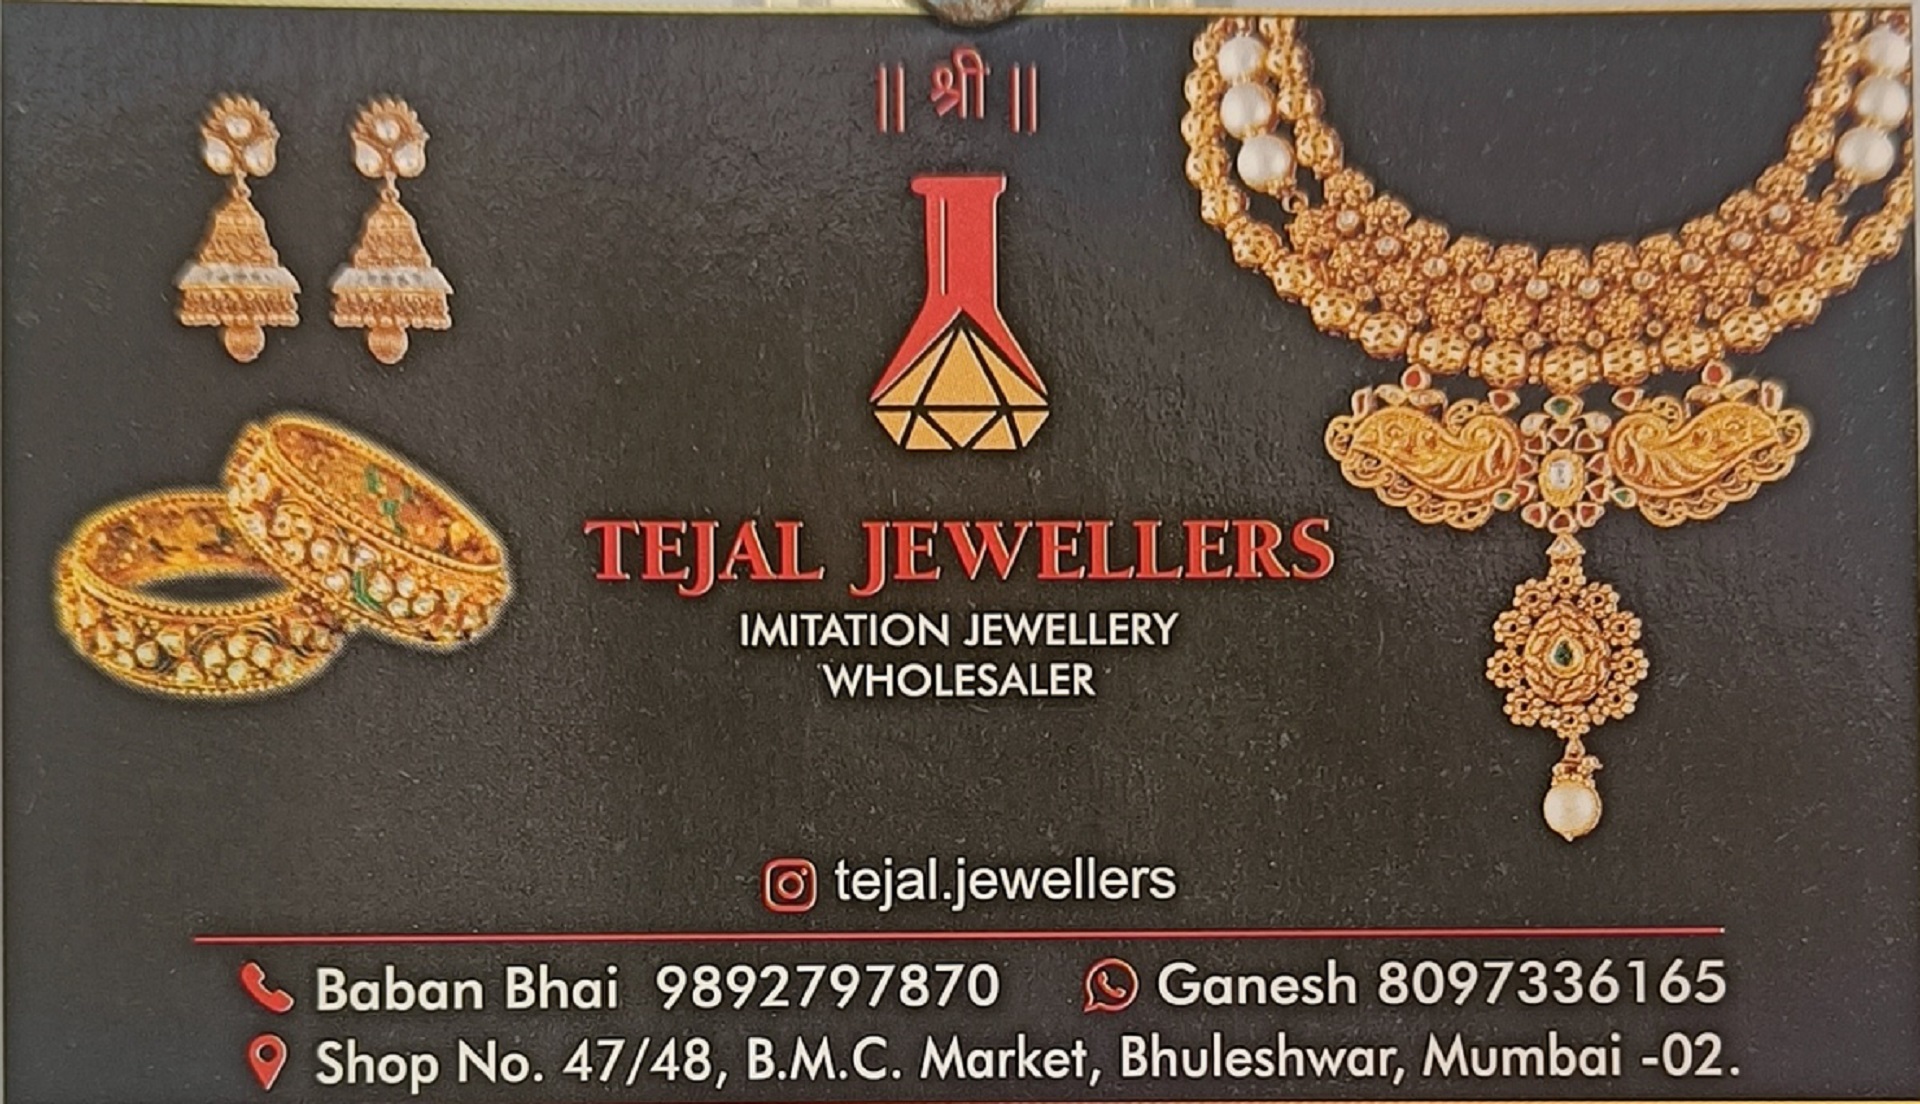 || श्री ||
TEJAL JEWELLERS
IMITATION JEWELLERY
WHOLESALER
tejal.jewellers
Baban Bhai 9892797870 Ganesh 8097336165
Shop No. 47/48, B.M.C. Market, Bhuleshwar, Mumbai -02.